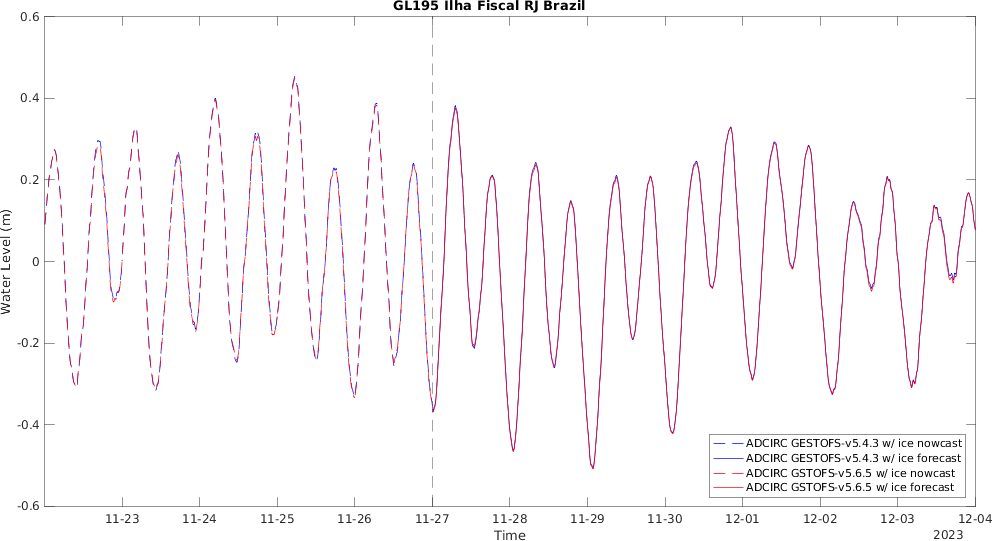 GL195 Ilha Fiscal RJ Brazil
0.6
0.4
0.2
0
-0.2
-0.4
-0.6
Water Level (m)
ADCIRC GESTOFS-v5.4.3 w/ ice nowcast
ADCIRC GESTOFS-v5.4.3 w/ ice forecast
ADCIRC GSTOFS-v5.6.5 w/ ice nowcast
ADCIRC GSTOFS-v5.6.5 w/ ice forecast
11-23 11-24 11-25 11-26 11-27 11-28 11-29 11-30 12-01 12-02 12-03 12-04
Time
2023